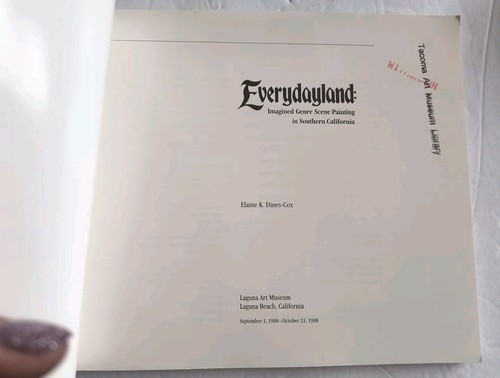 Everydayland:
Imagined Genre Scene Painting
in Southern California
Tacoma Art Museum Library
Elaine K. Dines-Cox
Laguna Art Museum
Laguna Beach, California
September 1, 1988–October 23, 1988